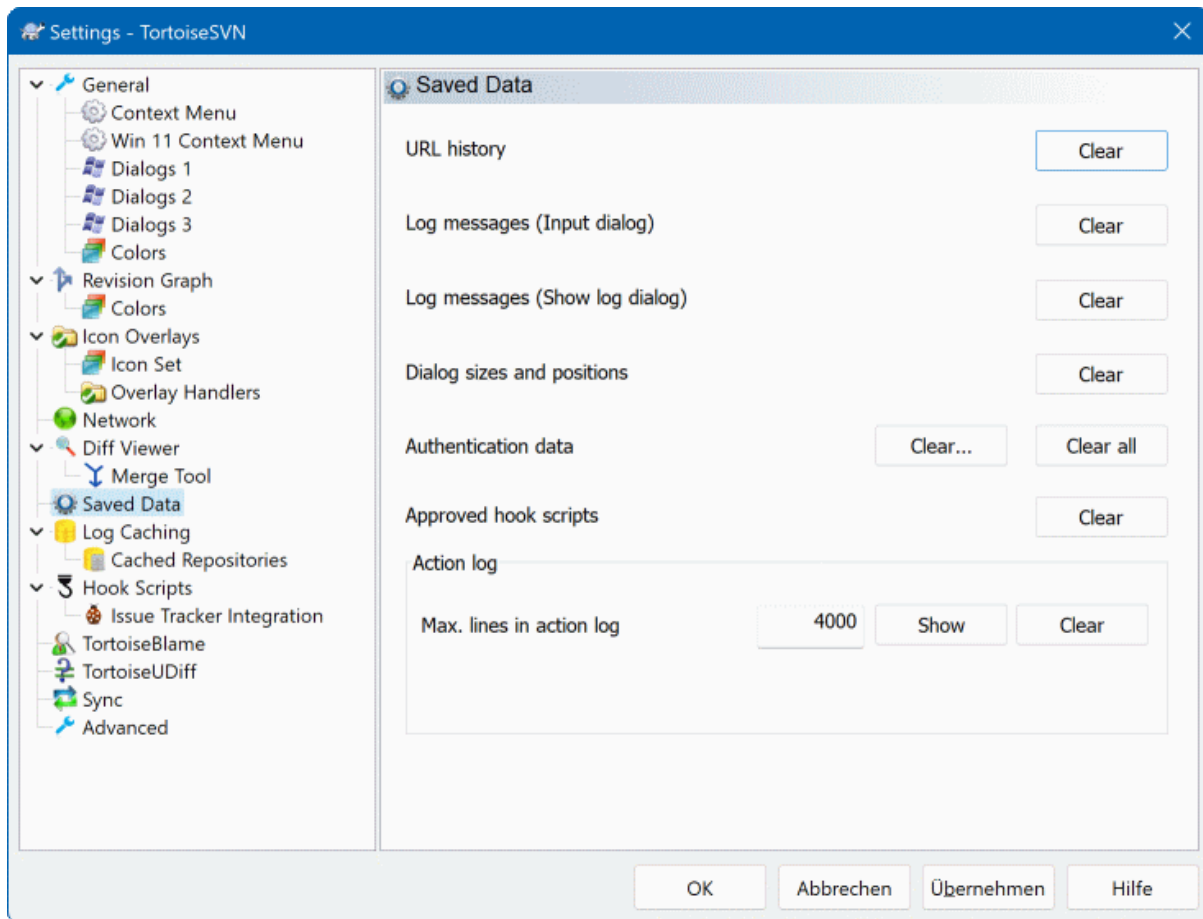 Settings - TortoiseSVN
General
Context Menu
Win 11 Context Menu
Dialogs 1
Dialogs 2
Dialogs 3
Colors
Revision Graph
Colors
Icon Overlays
Icon Set
Overlay Handlers
Network
Diff Viewer
Merge Tool
Saved Data
Log Caching
Cached Repositories
Hook Scripts
Issue Tracker Integration
TortoiseBlame
TortoiseUDiff
Sync
Advanced
Saved Data
URL history Clear
Log messages (Input dialog) Clear
Log messages (Show log dialog) Clear
Dialog sizes and positions Clear
Authentication data Clear... Clear all
Approved hook scripts Clear
Action log
Max. lines in action log 4000 Show Clear
OK Abbrechen Übernehmen Hilfe